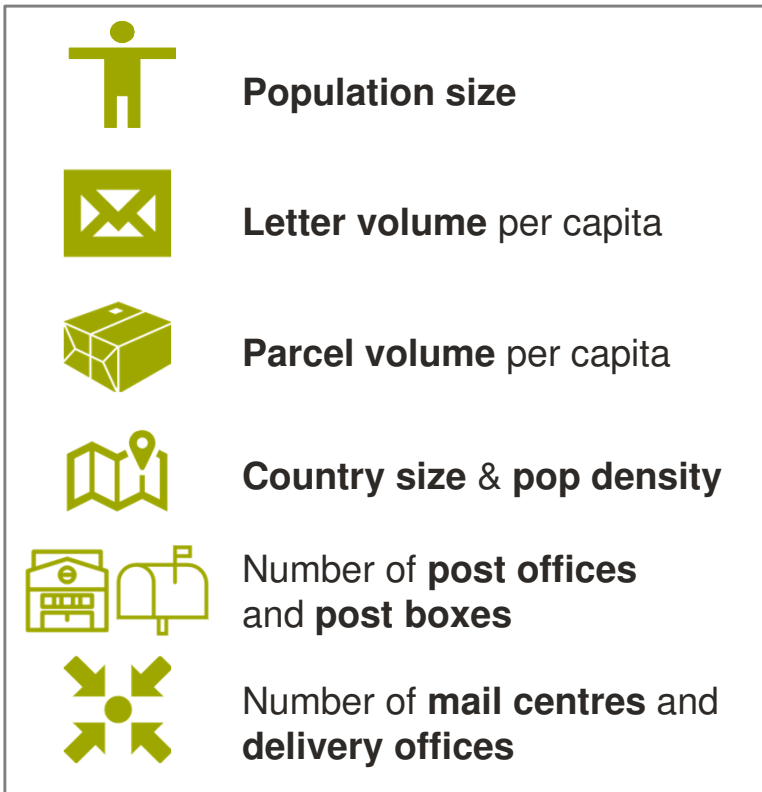 Population size
Letter volume per capita
Parcel volume per capita
Country size & pop density
Number of post offices
and post boxes
Number of mail centres and
delivery offices